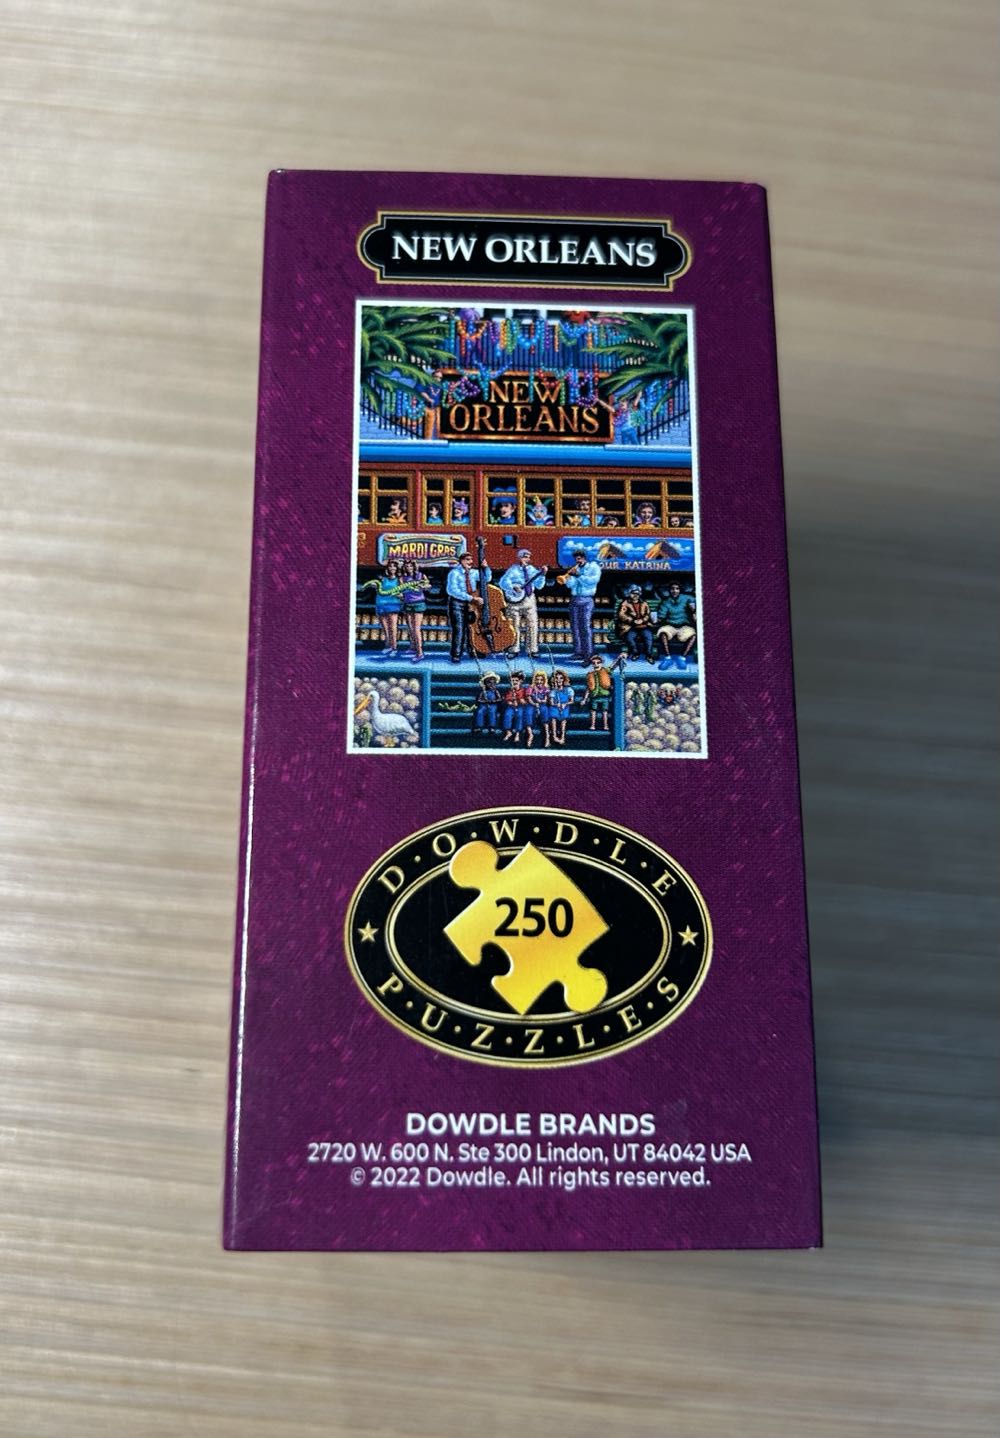 NEW ORLEANS
NEW
ORLEANS
MARDI GRAS
OUR KATRINA
D·O·W·D·L·E
250
P·U·Z·Z·L·E·S
DOWDLE BRANDS
2720 W. 600 N. Ste 300 Lindon, UT 84042 USA
© 2022 Dowdle. All rights reserved.